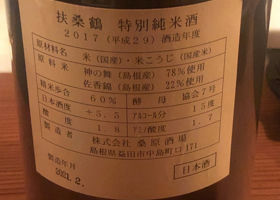 扶桑鶴 特別純米酒
2017(平成29)酒造年度
原材料名 米(国産)・米こうじ(国産米)
原料米 神の舞(島根産) 78%使用
佐香錦(島根産) 22%使用
精米歩合 60% 酵母 協会7号
日本酒度 +5.5 アルコール分 15度
酸度 1.8 アミノ酸度 1.7
製造者 株式会社 桑原酒場
島根県益田市中島町ロ171
製造年月
2021.2.
日本酒